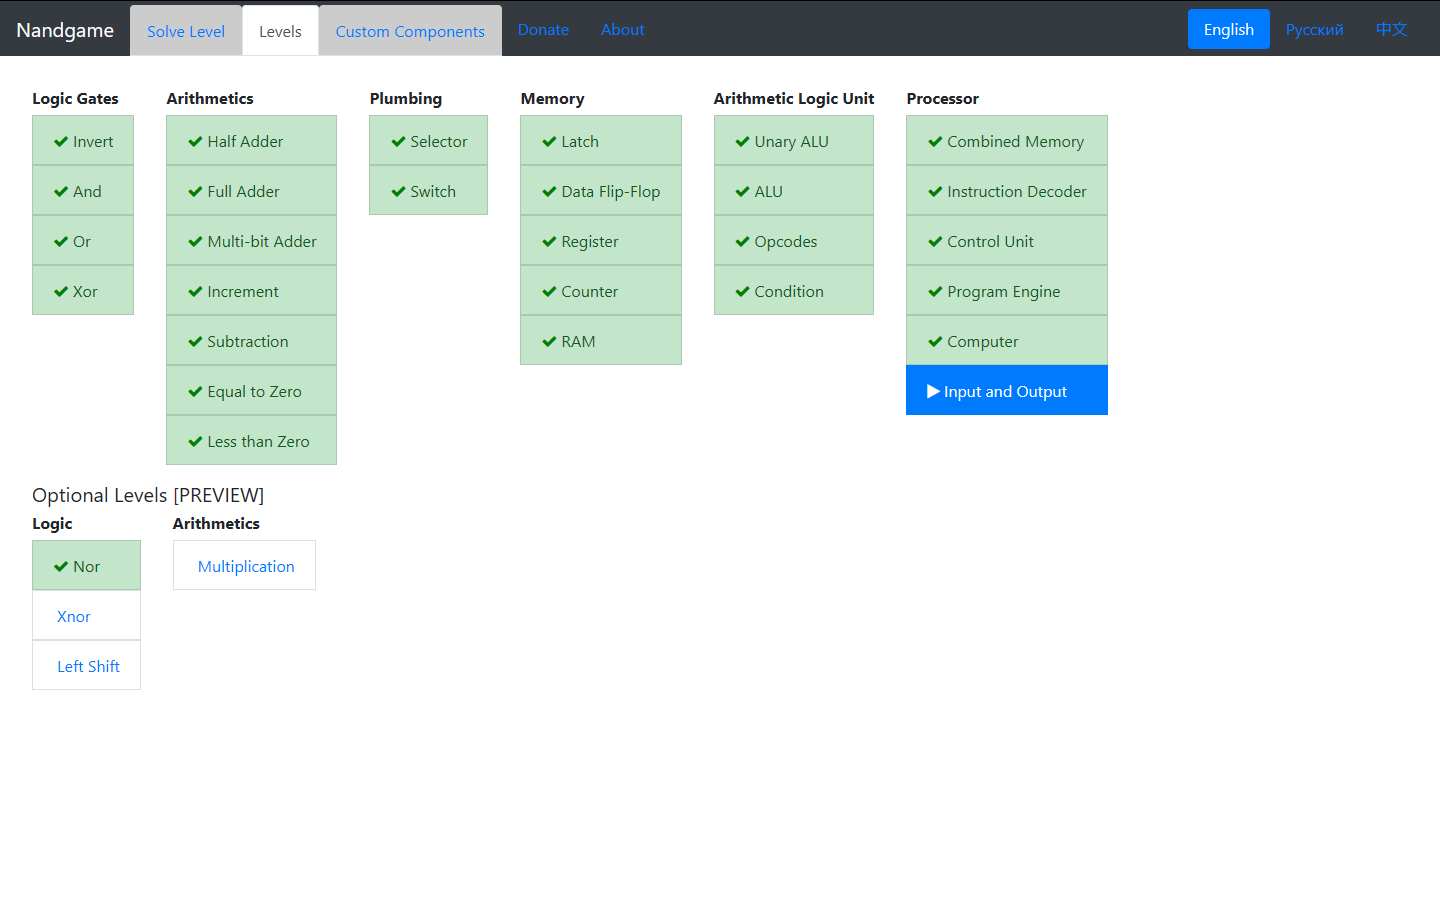 Nandgame
Solve Level
Levels
Custom Components
Donate
About
English
Русский
中文
Logic Gates
Invert
And
Or
Xor
Arithmetics
Half Adder
Full Adder
Multi-bit Adder
Increment
Subtraction
Equal to Zero
Less than Zero
Plumbing
Selector
Switch
Memory
Latch
Data Flip-Flop
Register
Counter
RAM
Arithmetic Logic Unit
Unary ALU
ALU
Opcodes
Condition
Processor
Combined Memory
Instruction Decoder
Control Unit
Program Engine
Computer
Input and Output
Optional Levels [PREVIEW]
Logic
Nor
Xnor
Left Shift
Arithmetics
Multiplication